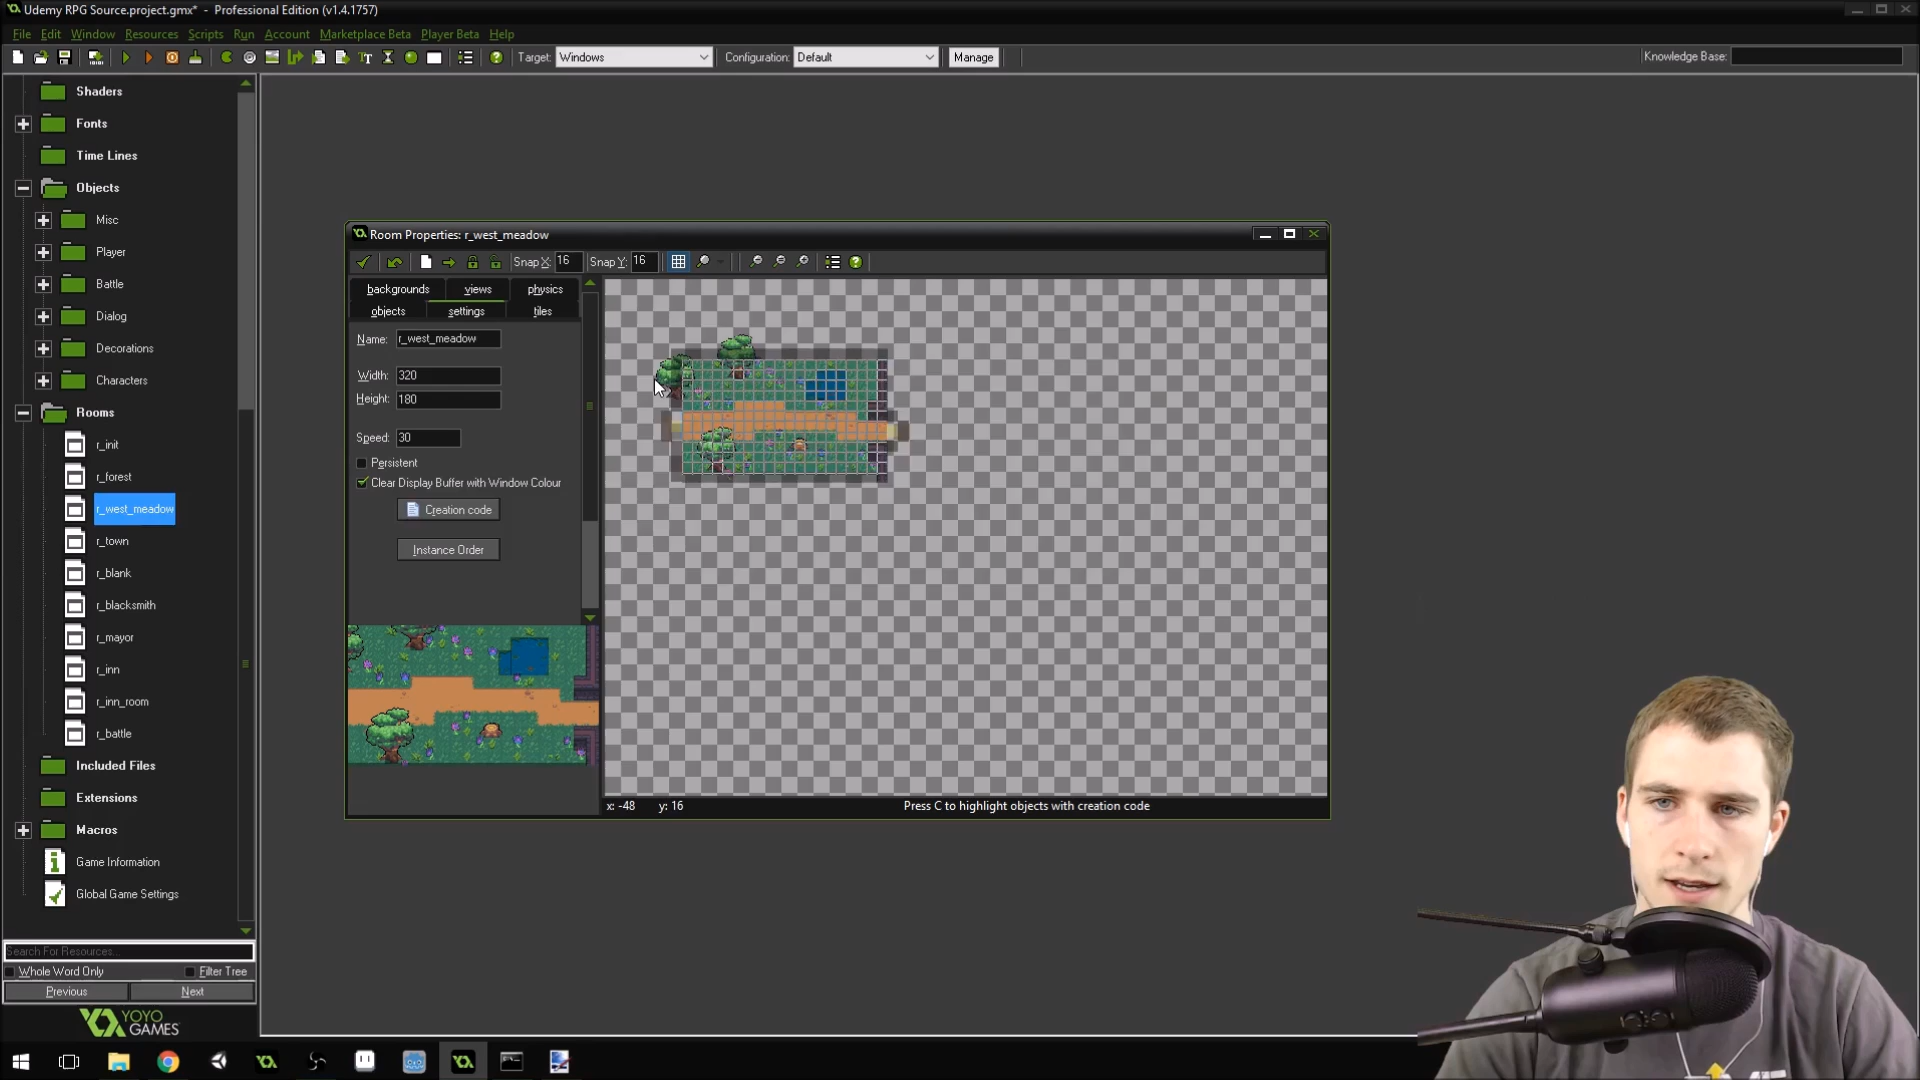 Udemy RPG Source.project.gmx* - Professional Edition (v1.4.1757)
File Edit Window Resources Scripts Run Account Marketplace Beta Player Beta Help
Target: Windows Configuration: Default Manage Knowledge Base:
Shaders
Fonts
Time Lines
Objects
Misc
Player
Battle
Dialog
Decorations
Characters
Rooms
r_init
r_forest
r_west_meadow
r_town
r_blank
r_blacksmith
r_mayor
r_inn
r_inn_room
r_battle
Included Files
Extensions
Macros
Game Information
Global Game Settings
Search For Resources...
Whole Word Only Filter Tree
Previous Next
YOYO
GAMES
Room Properties: r_west_meadow
Snap X: 16 Snap Y: 16
backgrounds views physics
objects settings tiles
Name: r_west_meadow
Width: 320
Height: 180
Speed: 30
Persistent
Clear Display Buffer with Window Colour
Creation code
Instance Order
x: -48 y: 16 Press C to highlight objects with creation code